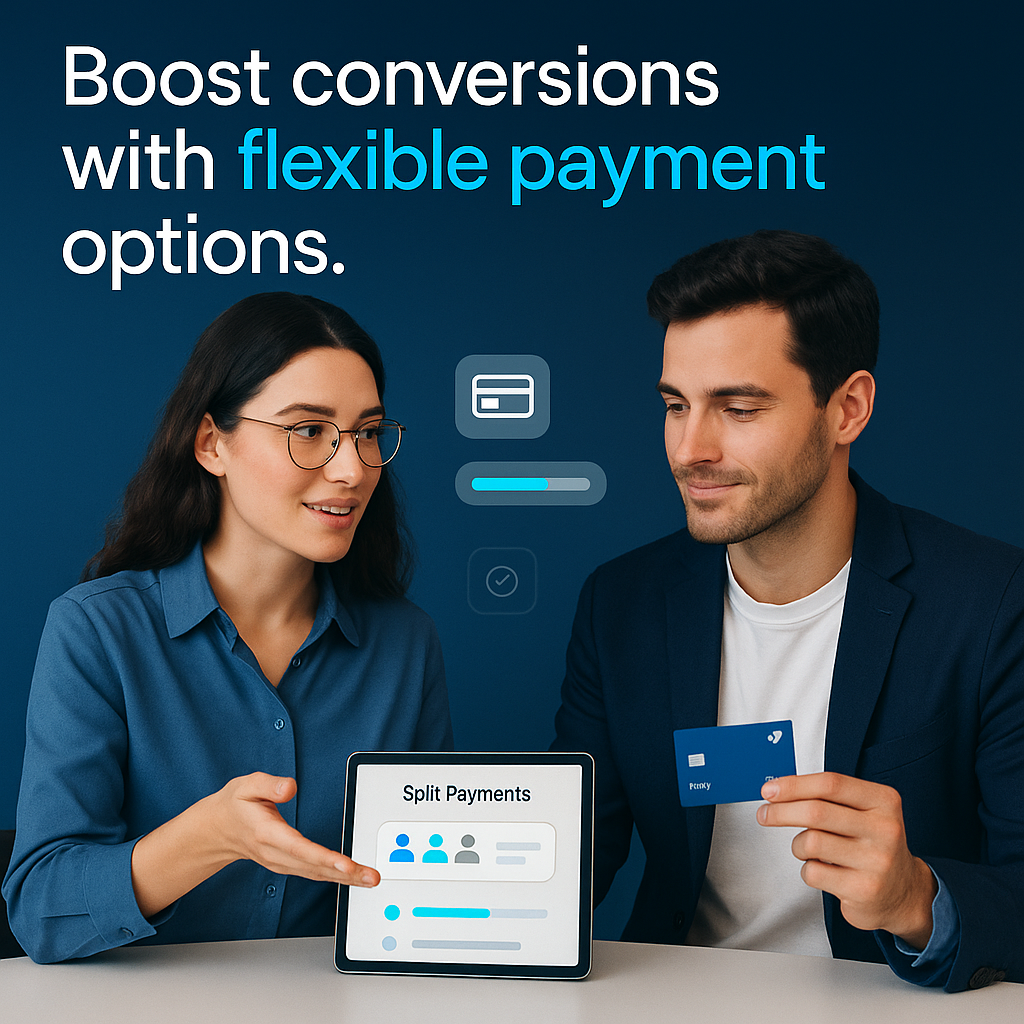 Boost conversions
with flexible payment
options.
Split Payments